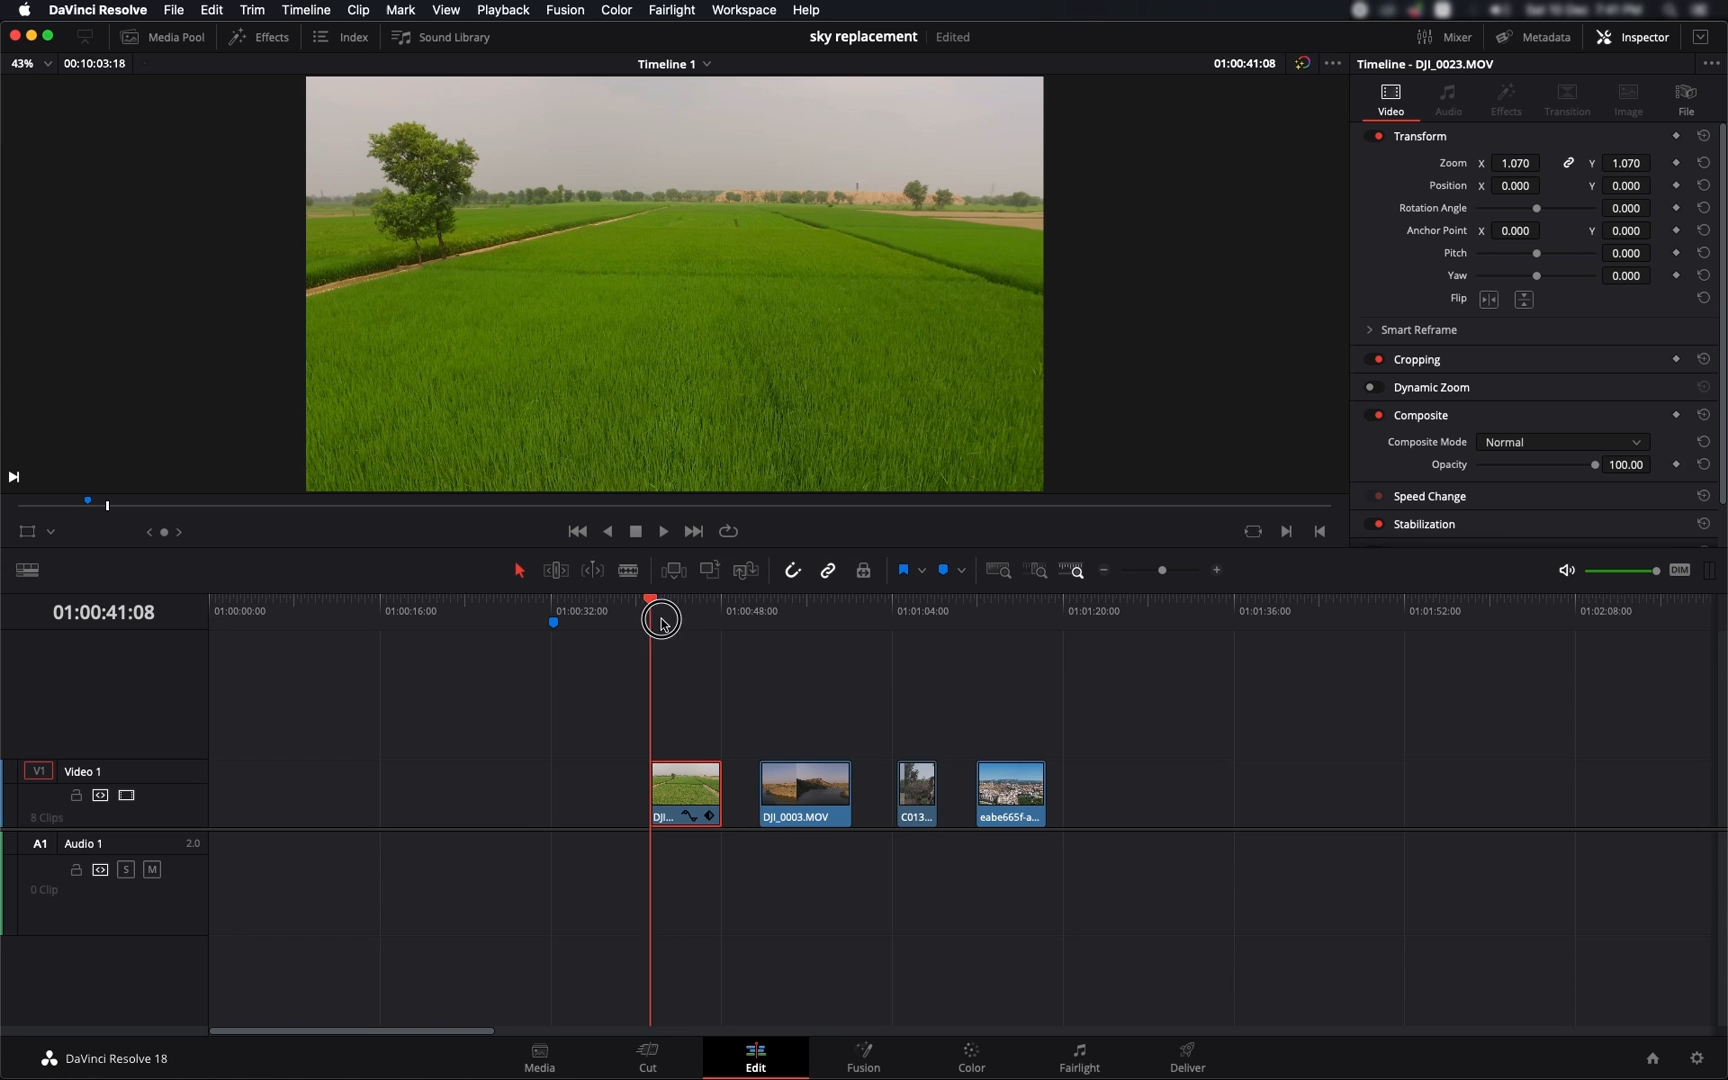 DaVinci Resolve File Edit Trim Timeline Clip Mark View Playback Fusion Color Fairlight Workspace Help
Media Pool Effects Index Sound Library sky replacement Edited Mixer Metadata Inspector
43% 00:10:03:18 Timeline 1 01:00:41:08 Timeline - DJI_0023.MOV
Video Audio Effects Transition Image File
Transform
Zoom X 1.070 Y 1.070
Position X 0.000 Y 0.000
Rotation Angle 0.000
Anchor Point X 0.000 Y 0.000
Pitch 0.000
Yaw 0.000
Flip
Smart Reframe
Cropping
Dynamic Zoom
Composite
Composite Mode Normal
Opacity 100.00
Speed Change
Stabilization
DIM
01:00:41:08 01:00:00:00 01:00:16:00 01:00:32:00 01:00:48:00 01:01:04:00 01:01:20:00 01:01:36:00 01:01:52:00 01:02:08:00
V1 Video 1
8 Clips DJI... DJI_0003.MOV C013... eabe665f-a...
A1 Audio 1 2.0
S M
0 Clip
DaVinci Resolve 18 Media Cut Edit Fusion Color Fairlight Deliver